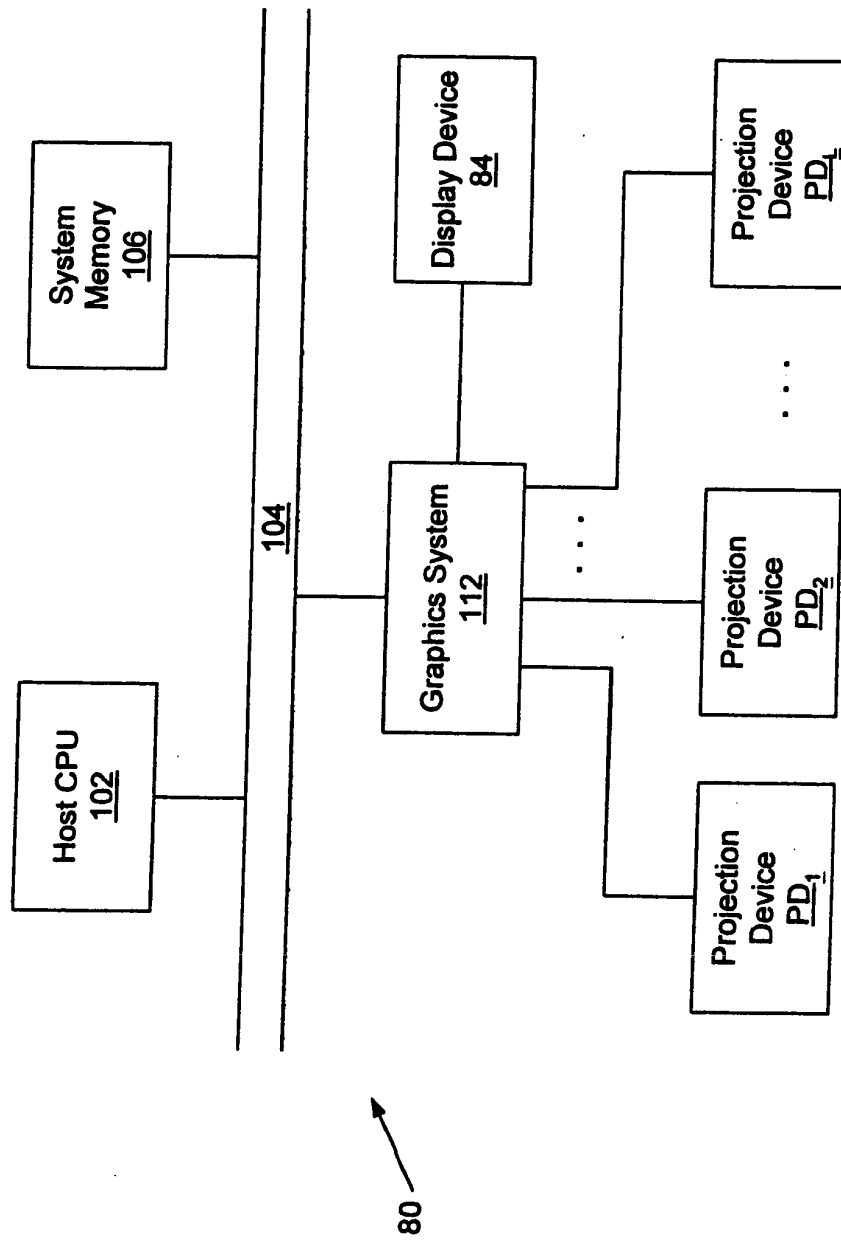 Host CPU
102
System
Memory
106
104
Graphics System
112
Display Device
84
Projection
Device
PD₁
Projection
Device
PD₂
. . .
Projection
Device
PD_L
. . .
80